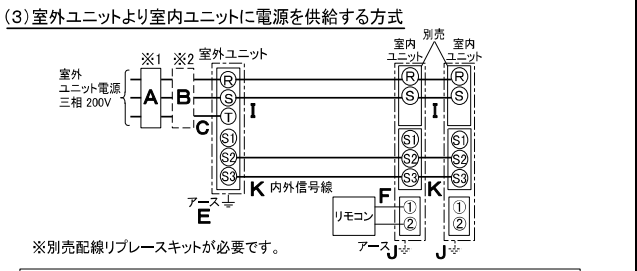 (3)室外ユニットより室内ユニットに電源を供給する方式
別売
※1 ※2 室外ユニット 室内 室内
ユニット ユニット
室外
ユニット電源
三相 200V
A B C
R S T S1 S2 S3
I
R S S1 S2 S3 ① ②
I
R S S1 S2 S3 ① ②
K 内外信号線 K
アース
E
F
リモコン
アース J J
※別売配線リプレースキットが必要です。